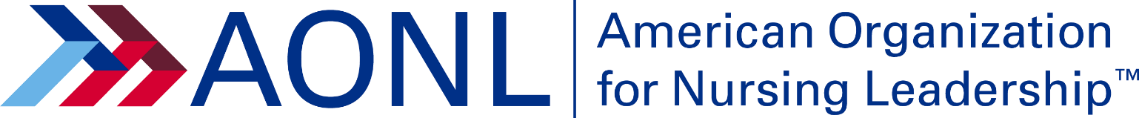 AONL
American Organization
for Nursing Leadership™